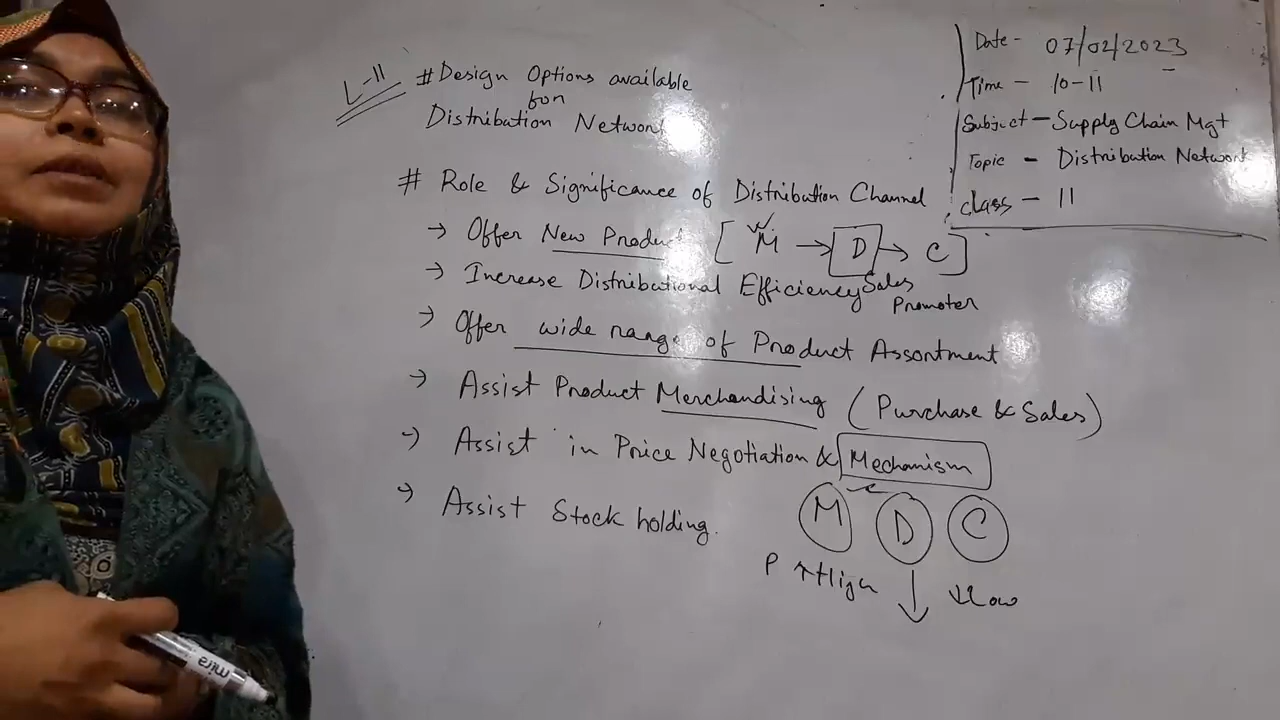 L-11
# Design Options available
for
Distribution Network
Date- 07/02/2023
Time - 10-11
Subject - Supply Chain Mgt
Topic - Distribution Network
class - 11
# Role & Significance of Distribution Channel
→ Offer New Product [ M → D → C ]
→ Increase Distributional Efficiency Sales
Promoter
→ Offer wide range of Product Assortment
→ Assist Product Merchandising (Purchase & Sales)
→ Assist in Price Negotiation & Mechanism
→ Assist Stock holding.
M D C
P ↑High ↓ ↓low
mirs